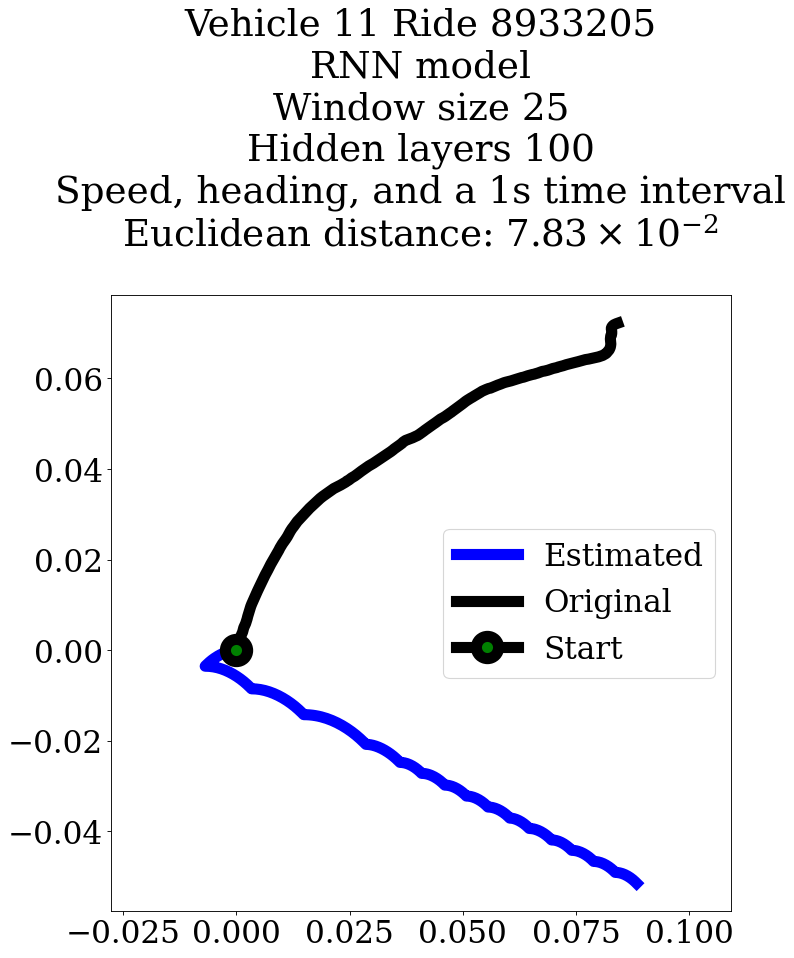 Vehicle 11 Ride 8933205
RNN model
Window size 25
Hidden layers 100
Speed, heading, and a 1s time interval
Euclidean distance: 7.83 × 10⁻²
0.06
0.04
0.02
0.00
−0.02
−0.04
Estimated
Original
Start
−0.025 0.000 0.025 0.050 0.075 0.100